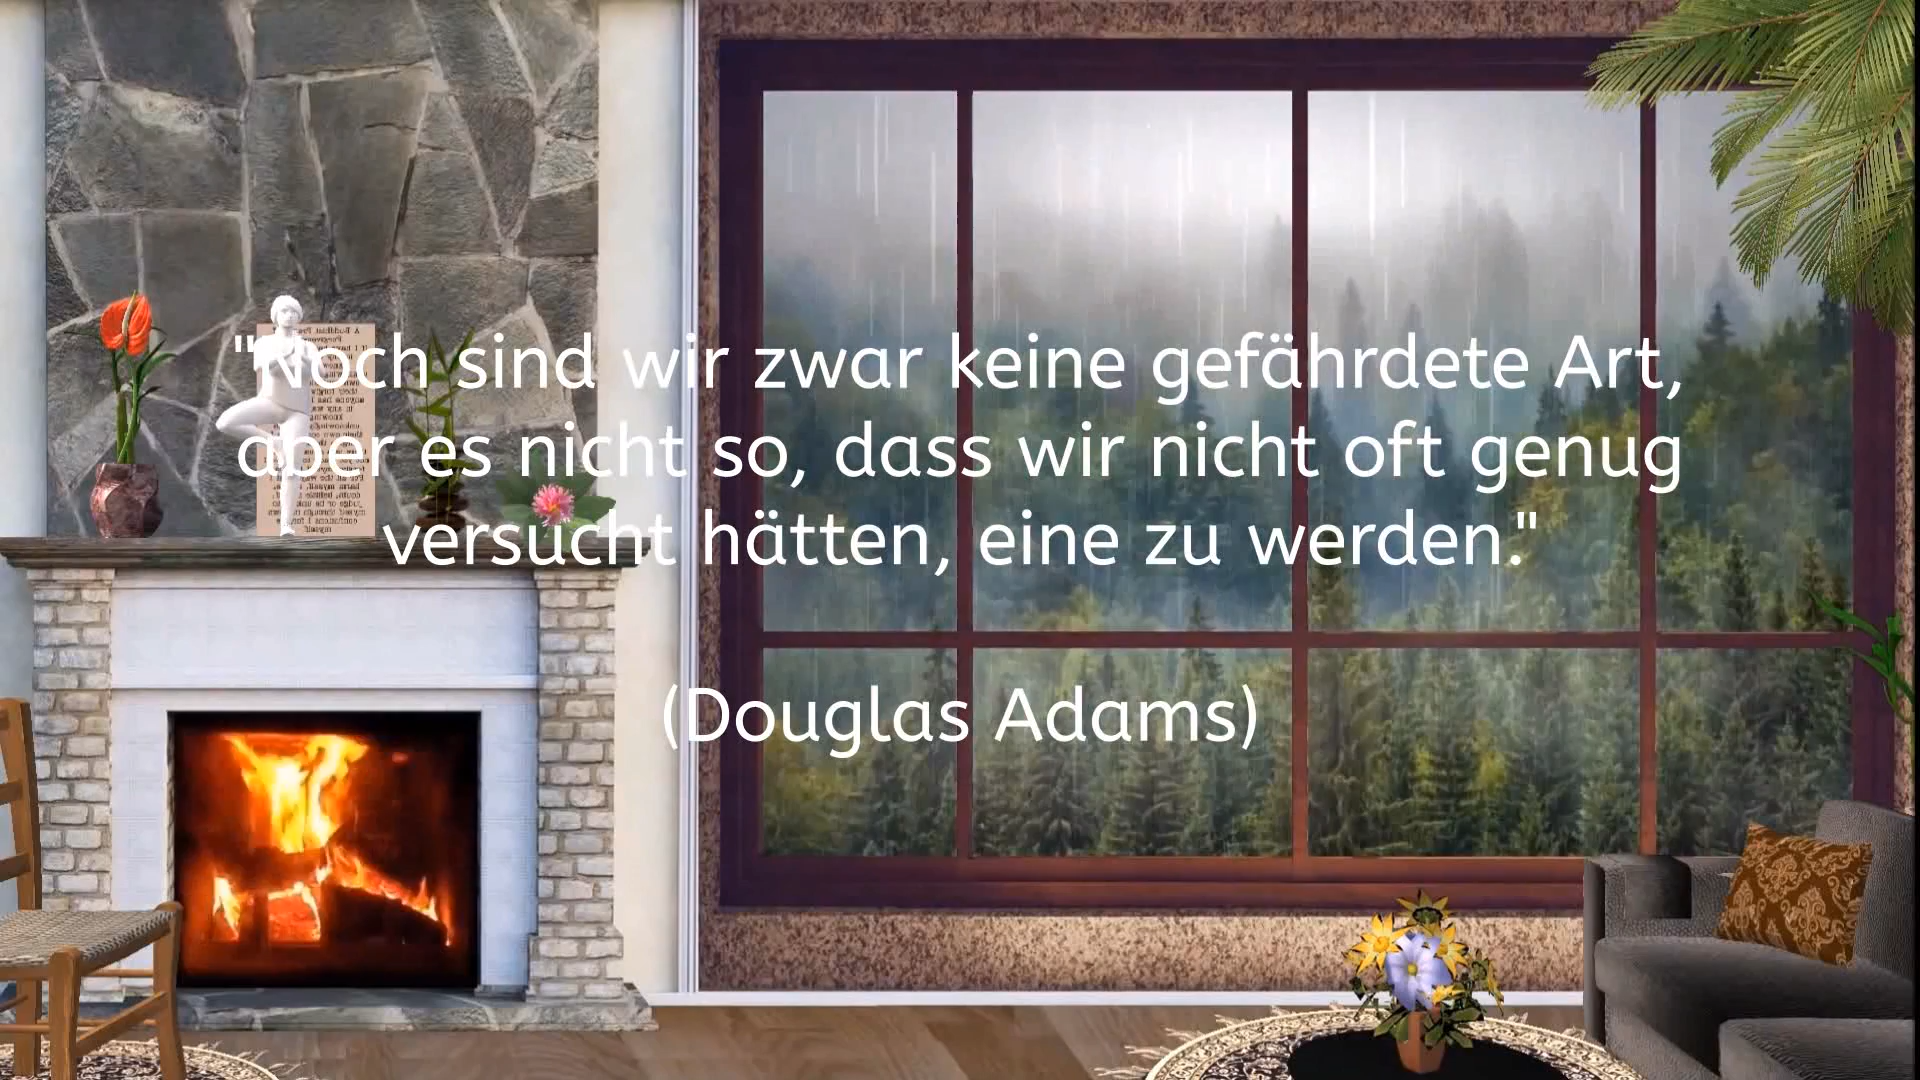 "Noch sind wir zwar keine gefährdete Art,
aber es nicht so, dass wir nicht oft genug
versucht hätten, eine zu werden."
(Douglas Adams)